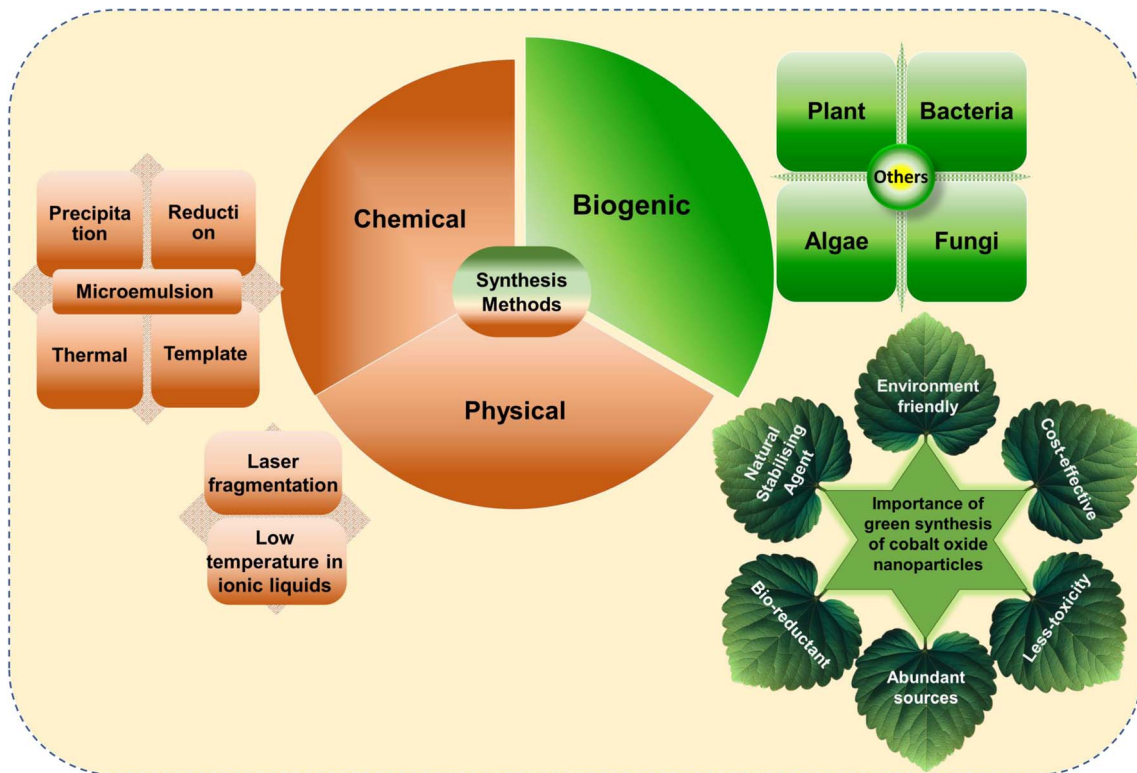 Chemical
Biogenic
Physical
Synthesis
Methods
Precipita
tion
Reducti
on
Microemulsion
Thermal
Template
Laser
fragmentation
Low
temperature in
ionic liquids
Plant
Bacteria
Others
Algae
Fungi
Environment
friendly
Cost-effective
Less-toxicity
Abundant
sources
Bio-reductant
Natural
Stabilising
Agent
Importance of
green synthesis
of cobalt oxide
nanoparticles